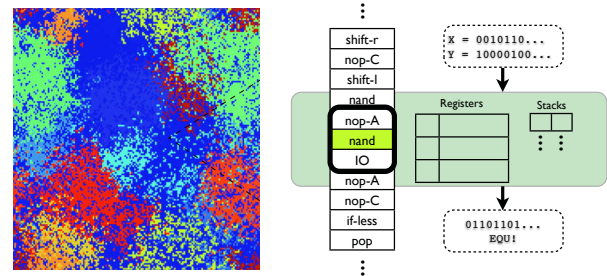 shift-r
nop-C
shift-l
nand
nop-A
nand
IO
nop-A
nop-C
if-less
pop
X = 0010110...
Y = 10000100...
Registers
Stacks
01101101...
EQU!